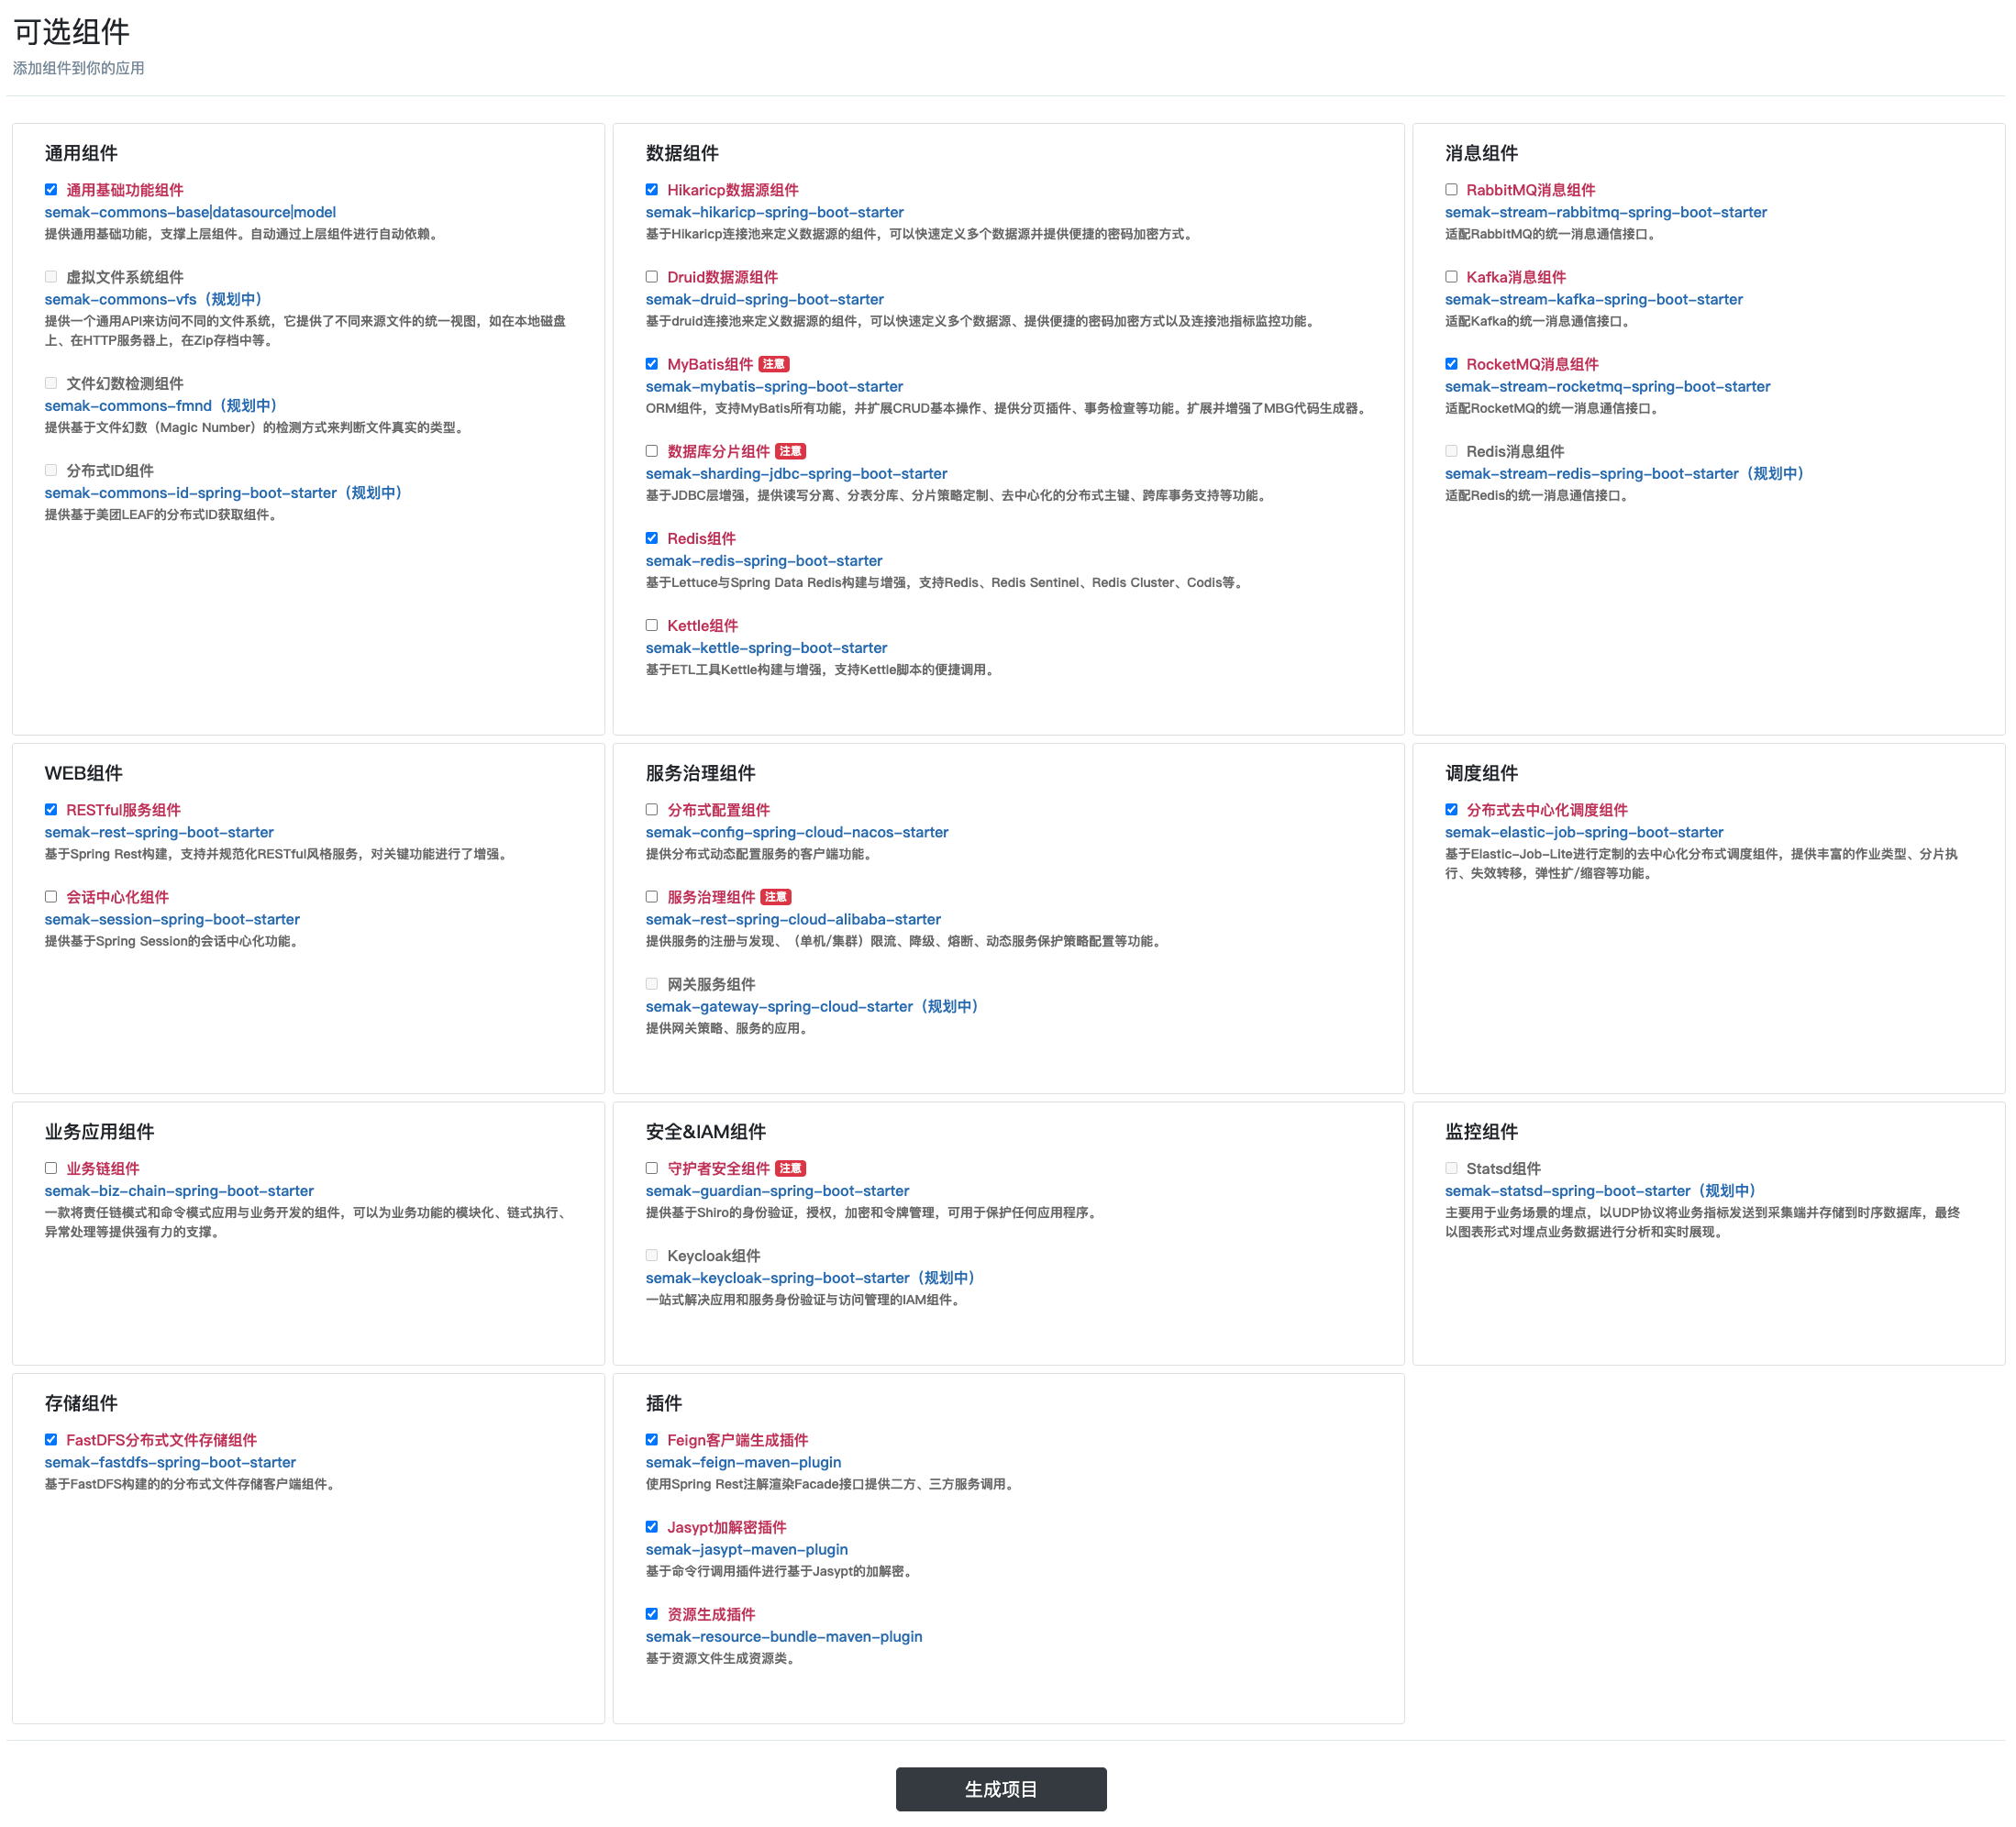 可选组件
添加组件到你的应用
通用组件
通用基础功能组件
semak-commons-base|datasource|model
提供通用基础功能，支撑上层组件。自动通过上层组件进行自动依赖。
虚拟文件系统组件
semak-commons-vfs（规划中）
提供一个通用API来访问不同的文件系统，它提供了不同来源文件的统一视图，如在本地磁盘
上、在HTTP服务器上，在Zip存档中等。
文件幻数检测组件
semak-commons-fmnd（规划中）
提供基于文件幻数（Magic Number）的检测方式来判断文件真实的类型。
分布式ID组件
semak-commons-id-spring-boot-starter（规划中）
提供基于美团LEAF的分布式ID获取组件。
数据组件
Hikaricp数据源组件
semak-hikaricp-spring-boot-starter
基于Hikaricp连接池来定义数据源的组件，可以快速定义多个数据源并提供便捷的密码加密方式。
Druid数据源组件
semak-druid-spring-boot-starter
基于druid连接池来定义数据源的组件，可以快速定义多个数据源、提供便捷的密码加密方式以及连接池指标监控功能。
MyBatis组件 注意
semak-mybatis-spring-boot-starter
ORM组件，支持MyBatis所有功能，并扩展CRUD基本操作、提供分页插件、事务检查等功能。扩展并增强了MBG代码生成器。
数据库分片组件 注意
semak-sharding-jdbc-spring-boot-starter
基于JDBC层增强，提供读写分离、分表分库、分片策略定制、去中心化的分布式主键、跨库事务支持等功能。
Redis组件
semak-redis-spring-boot-starter
基于Lettuce与Spring Data Redis构建与增强，支持Redis、Redis Sentinel、Redis Cluster、Codis等。
Kettle组件
semak-kettle-spring-boot-starter
基于ETL工具Kettle构建与增强，支持Kettle脚本的便捷调用。
消息组件
RabbitMQ消息组件
semak-stream-rabbitmq-spring-boot-starter
适配RabbitMQ的统一消息通信接口。
Kafka消息组件
semak-stream-kafka-spring-boot-starter
适配Kafka的统一消息通信接口。
RocketMQ消息组件
semak-stream-rocketmq-spring-boot-starter
适配RocketMQ的统一消息通信接口。
Redis消息组件
semak-stream-redis-spring-boot-starter（规划中）
适配Redis的统一消息通信接口。
WEB组件
RESTful服务组件
semak-rest-spring-boot-starter
基于Spring Rest构建，支持并规范化RESTful风格服务，对关键功能进行了增强。
会话中心化组件
semak-session-spring-boot-starter
提供基于Spring Session的会话中心化功能。
服务治理组件
分布式配置组件
semak-config-spring-cloud-nacos-starter
提供分布式动态配置服务的客户端功能。
服务治理组件 注意
semak-rest-spring-cloud-alibaba-starter
提供服务的注册与发现、（单机/集群）限流、降级、熔断、动态服务保护策略配置等功能。
网关服务组件
semak-gateway-spring-cloud-starter（规划中）
提供网关策略、服务的应用。
调度组件
分布式去中心化调度组件
semak-elastic-job-spring-boot-starter
基于Elastic-Job-Lite进行定制的去中心化分布式调度组件，提供丰富的作业类型、分片执
行、失效转移，弹性扩/缩容等功能。
业务应用组件
业务链组件
semak-biz-chain-spring-boot-starter
一款将责任链模式和命令模式应用与业务开发的组件，可以为业务功能的模块化、链式执行、
异常处理等提供强有力的支撑。
安全&IAM组件
守护者安全组件 注意
semak-guardian-spring-boot-starter
提供基于Shiro的身份验证，授权，加密和令牌管理，可用于保护任何应用程序。
Keycloak组件
semak-keycloak-spring-boot-starter（规划中）
一站式解决应用和服务身份验证与访问管理的IAM组件。
监控组件
Statsd组件
semak-statsd-spring-boot-starter（规划中）
主要用于业务场景的埋点，以UDP协议将业务指标发送到采集端并存储到时序数据库，最终
以图表形式对埋点业务数据进行分析和实时展现。
存储组件
FastDFS分布式文件存储组件
semak-fastdfs-spring-boot-starter
基于FastDFS构建的的分布式文件存储客户端组件。
插件
Feign客户端生成插件
semak-feign-maven-plugin
使用Spring Rest注解渲染Facade接口提供二方、三方服务调用。
Jasypt加解密插件
semak-jasypt-maven-plugin
基于命令行调用插件进行基于Jasypt的加解密。
资源生成插件
semak-resource-bundle-maven-plugin
基于资源文件生成资源类。
生成项目